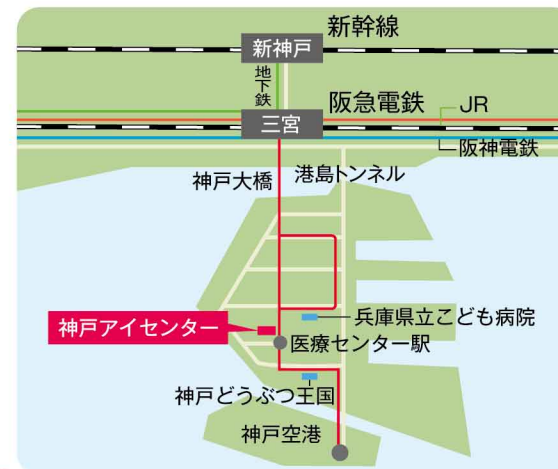 新幹線
新神戸
地下鉄
阪急電鉄
JR
三宮
阪神電鉄
神戸大橋
港島トンネル
神戸アイセンター
兵庫県立こども病院
医療センター駅
神戸どうぶつ王国
神戸空港